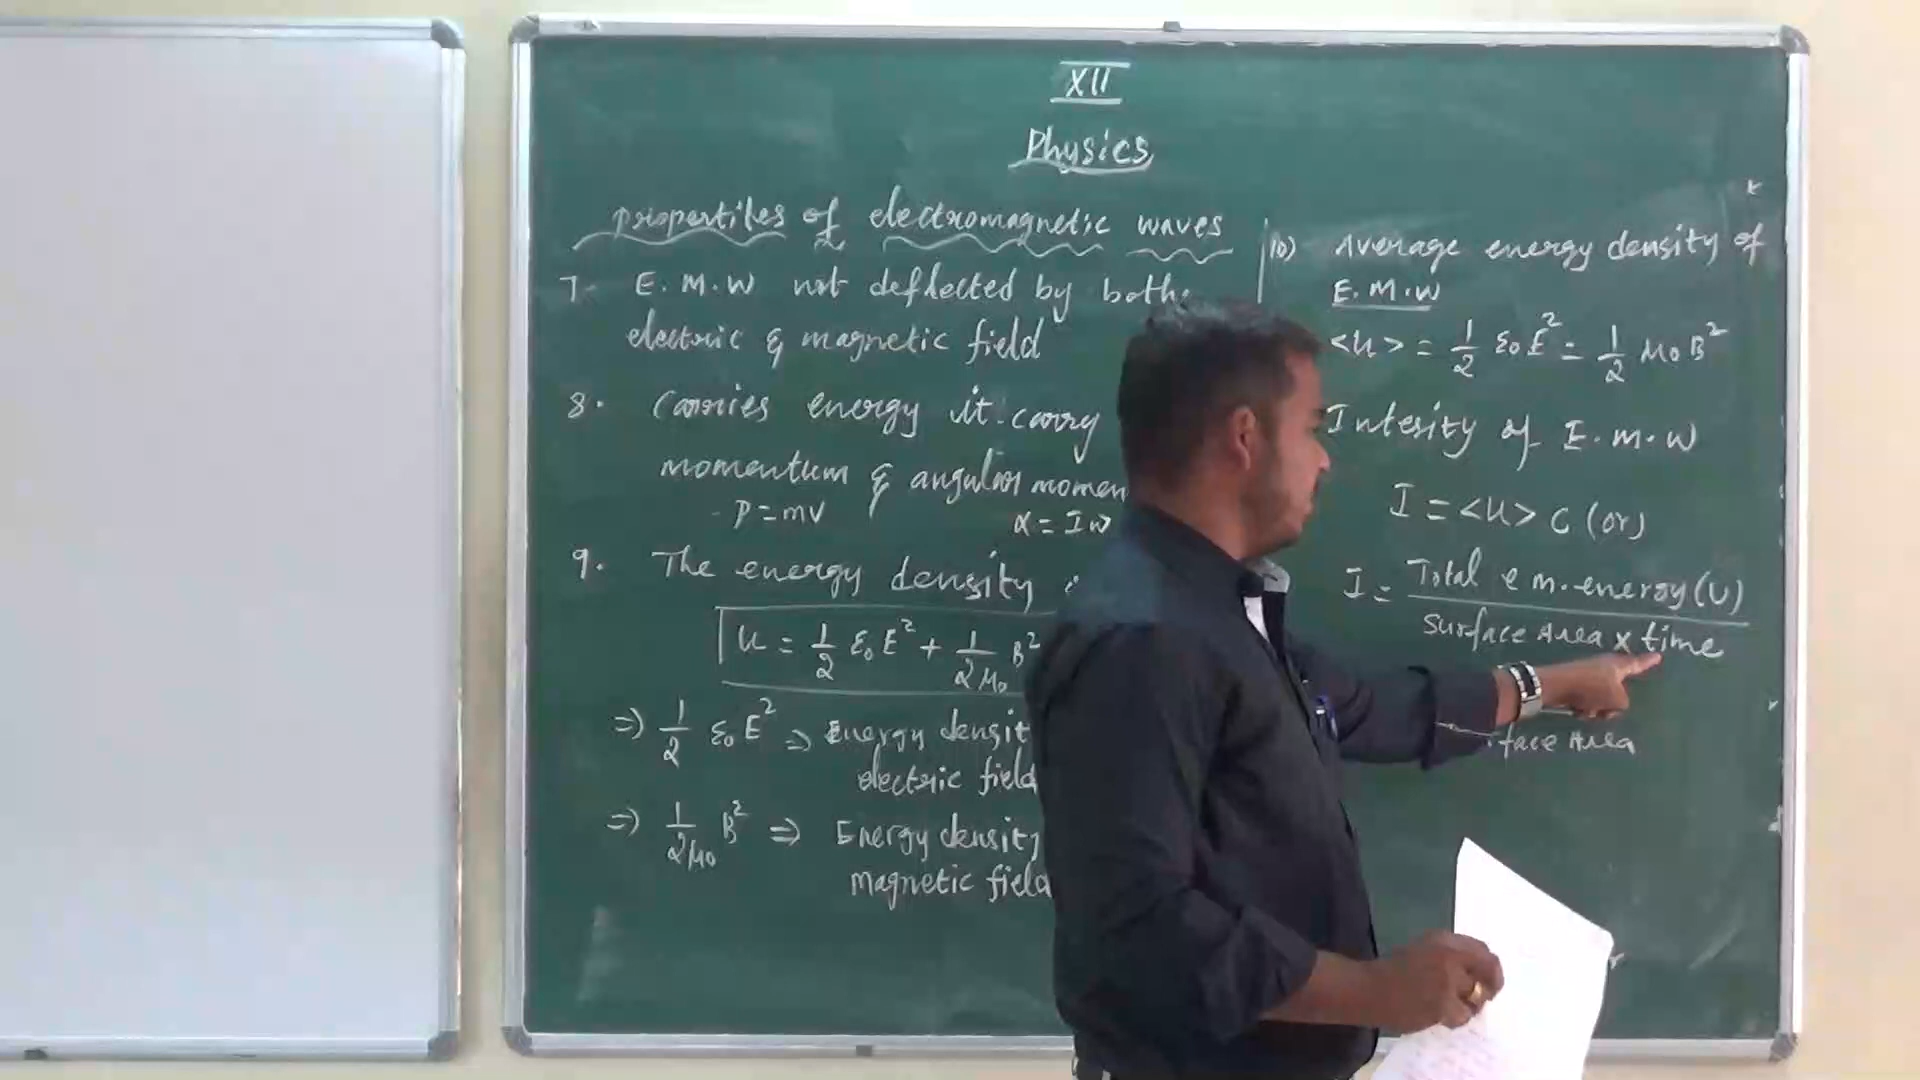 XII
Physics
properties of electromagnetic waves
7. E.M.W not deflected by both
electric & magnetic field
8. Carries energy it carry
momentum & angular momen
p=mv α=Iω
9. The energy density
u = 1/2 ε₀E² + 1/2μ₀ B²
⇒ 1/2 ε₀E² ⇒ Energy densit
electric field
⇒ 1/2μ₀ B² ⇒ Energy density
magnetic field
10) Average energy density of
E.M.W
<u> = 1/2 ε₀E² = 1/2 μ₀B²
Intesity of E.M.W
I = <u> C (or)
I = Total e m.energy(U) / Surface Area x time
face Area